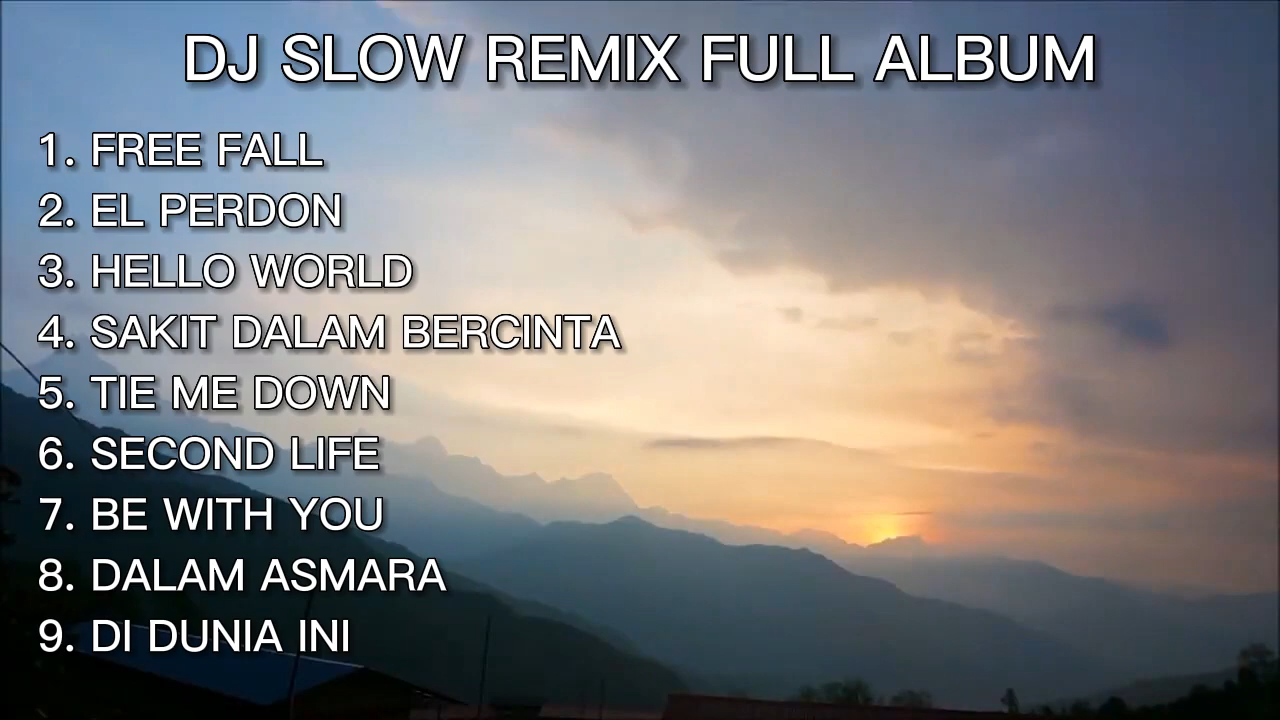 DJ SLOW REMIX FULL ALBUM
1. FREE FALL
2. EL PERDON
3. HELLO WORLD
4. SAKIT DALAM BERCINTA
5. TIE ME DOWN
6. SECOND LIFE
7. BE WITH YOU
8. DALAM ASMARA
9. DI DUNIA INI